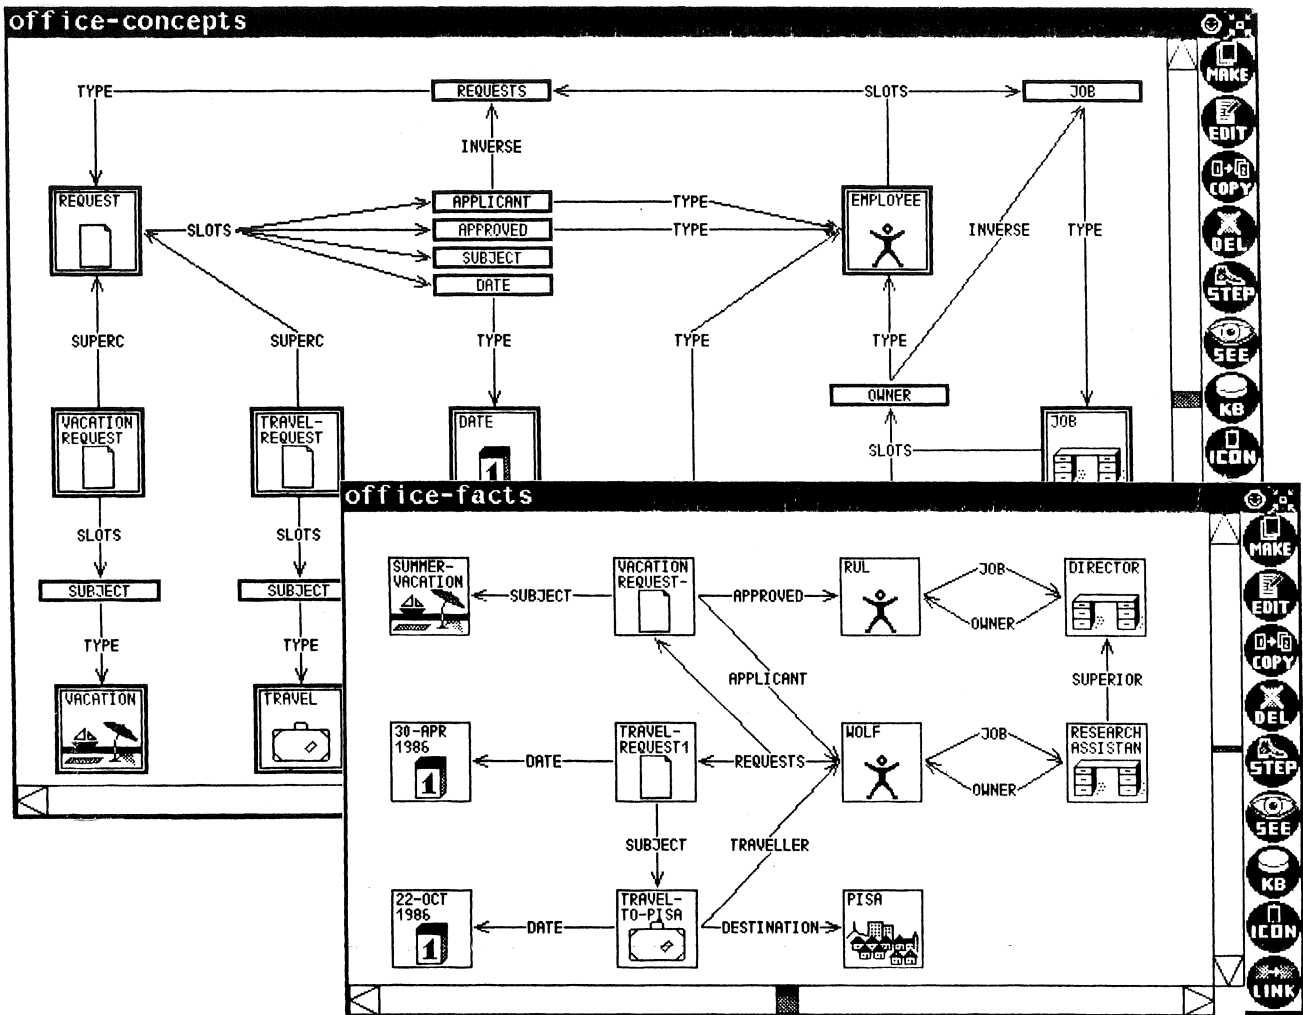 office-concepts
TYPE
REQUESTS
SLOTS
JOB
MAKE
INVERSE
EDIT
COPY
REQUEST
APPLICANT
TYPE
EMPLOYEE
SLOTS
APPROVED
TYPE
INVERSE
TYPE
DEL
SUBJECT
DATE
STEP
SUPERC
SUPERC
TYPE
TYPE
TYPE
SEE
OWNER
KB
VACATION
REQUEST
TRAVEL-
REQUEST
DATE
1
SLOTS
JOB
ICON
office-facts
SLOTS
SLOTS
SUBJECT
SUBJECT
TYPE
TYPE
VACATION
TRAVEL
MAKE
SUMMER-
VACATION
SUBJECT
VACATION
REQUEST-
APPROVED
RUL
JOB
OWNER
DIRECTOR
EDIT
COPY
APPLICANT
SUPERIOR
DEL
30-APR
1986
1
DATE
TRAVEL-
REQUEST1
REQUESTS
WOLF
JOB
OWNER
RESEARCH
ASSISTAN
STEP
SEE
SUBJECT
TRAVELLER
KB
22-OCT
1986
1
DATE
TRAVEL-
TO-PISA
DESTINATION
PISA
ICON
LINK